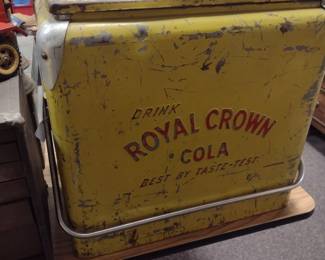 DRINK
ROYAL CROWN
COLA
BEST BY TASTE-TEST